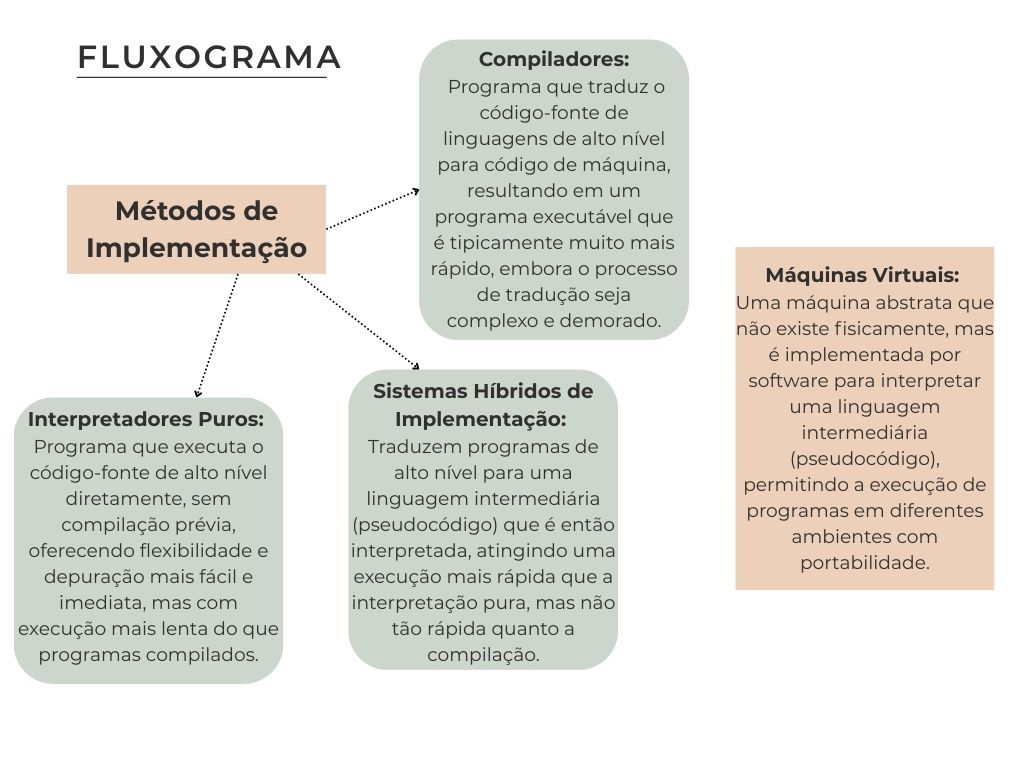 FLUXOGRAMA
Métodos de
Implementação
Compiladores:
Programa que traduz o
código-fonte de
linguagens de alto nível
para código de máquina,
resultando em um
programa executável que
é tipicamente muito mais
rápido, embora o processo
de tradução seja
complexo e demorado.
Máquinas Virtuais:
Uma máquina abstrata que
não existe fisicamente, mas
é implementada por
software para interpretar
uma linguagem
intermediária
(pseudocódigo),
permitindo a execução de
programas em diferentes
ambientes com
portabilidade.
Interpretadores Puros:
Programa que executa o
código-fonte de alto nível
diretamente, sem
compilação prévia,
oferecendo flexibilidade e
depuração mais fácil e
imediata, mas com
execução mais lenta do que
programas compilados.
Sistemas Híbridos de
Implementação:
Traduzem programas de
alto nível para uma
linguagem intermediária
(pseudocódigo) que é então
interpretada, atingindo uma
execução mais rápida que a
interpretação pura, mas não
tão rápida quanto a
compilação.